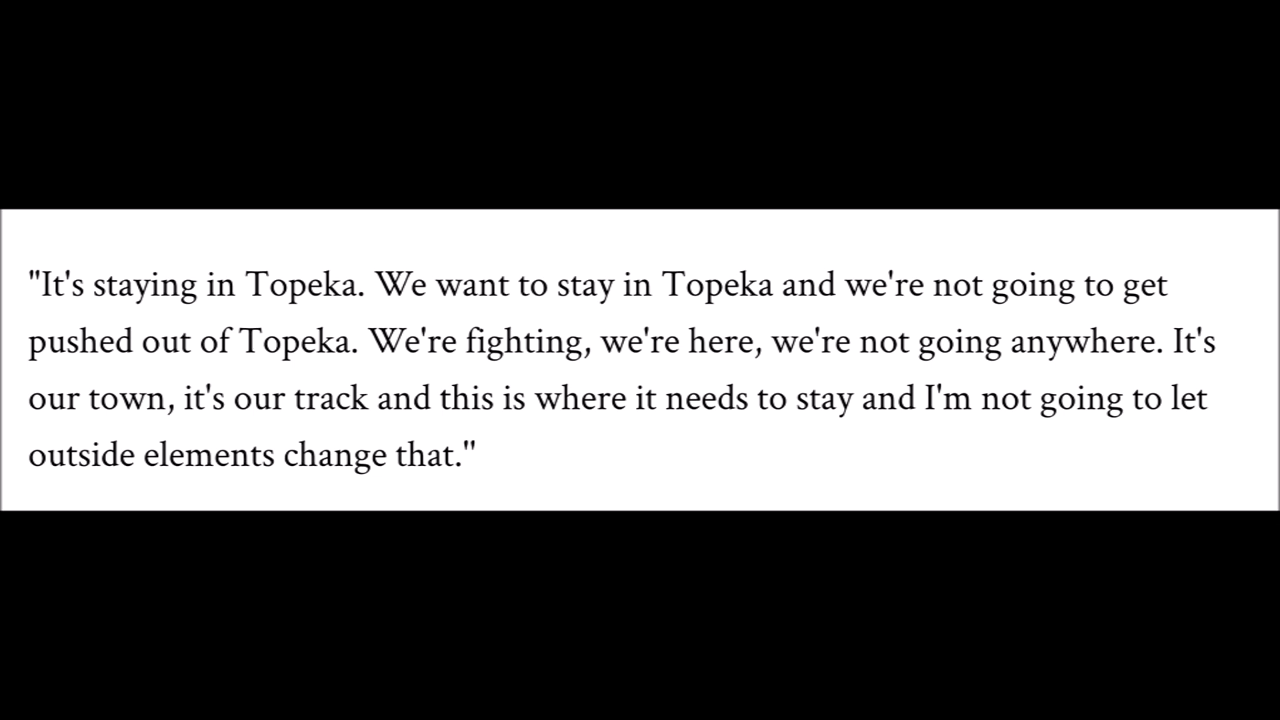 "It's staying in Topeka. We want to stay in Topeka and we're not going to get
pushed out of Topeka. We're fighting, we're here, we're not going anywhere. It's
our town, it's our track and this is where it needs to stay and I'm not going to let
outside elements change that."